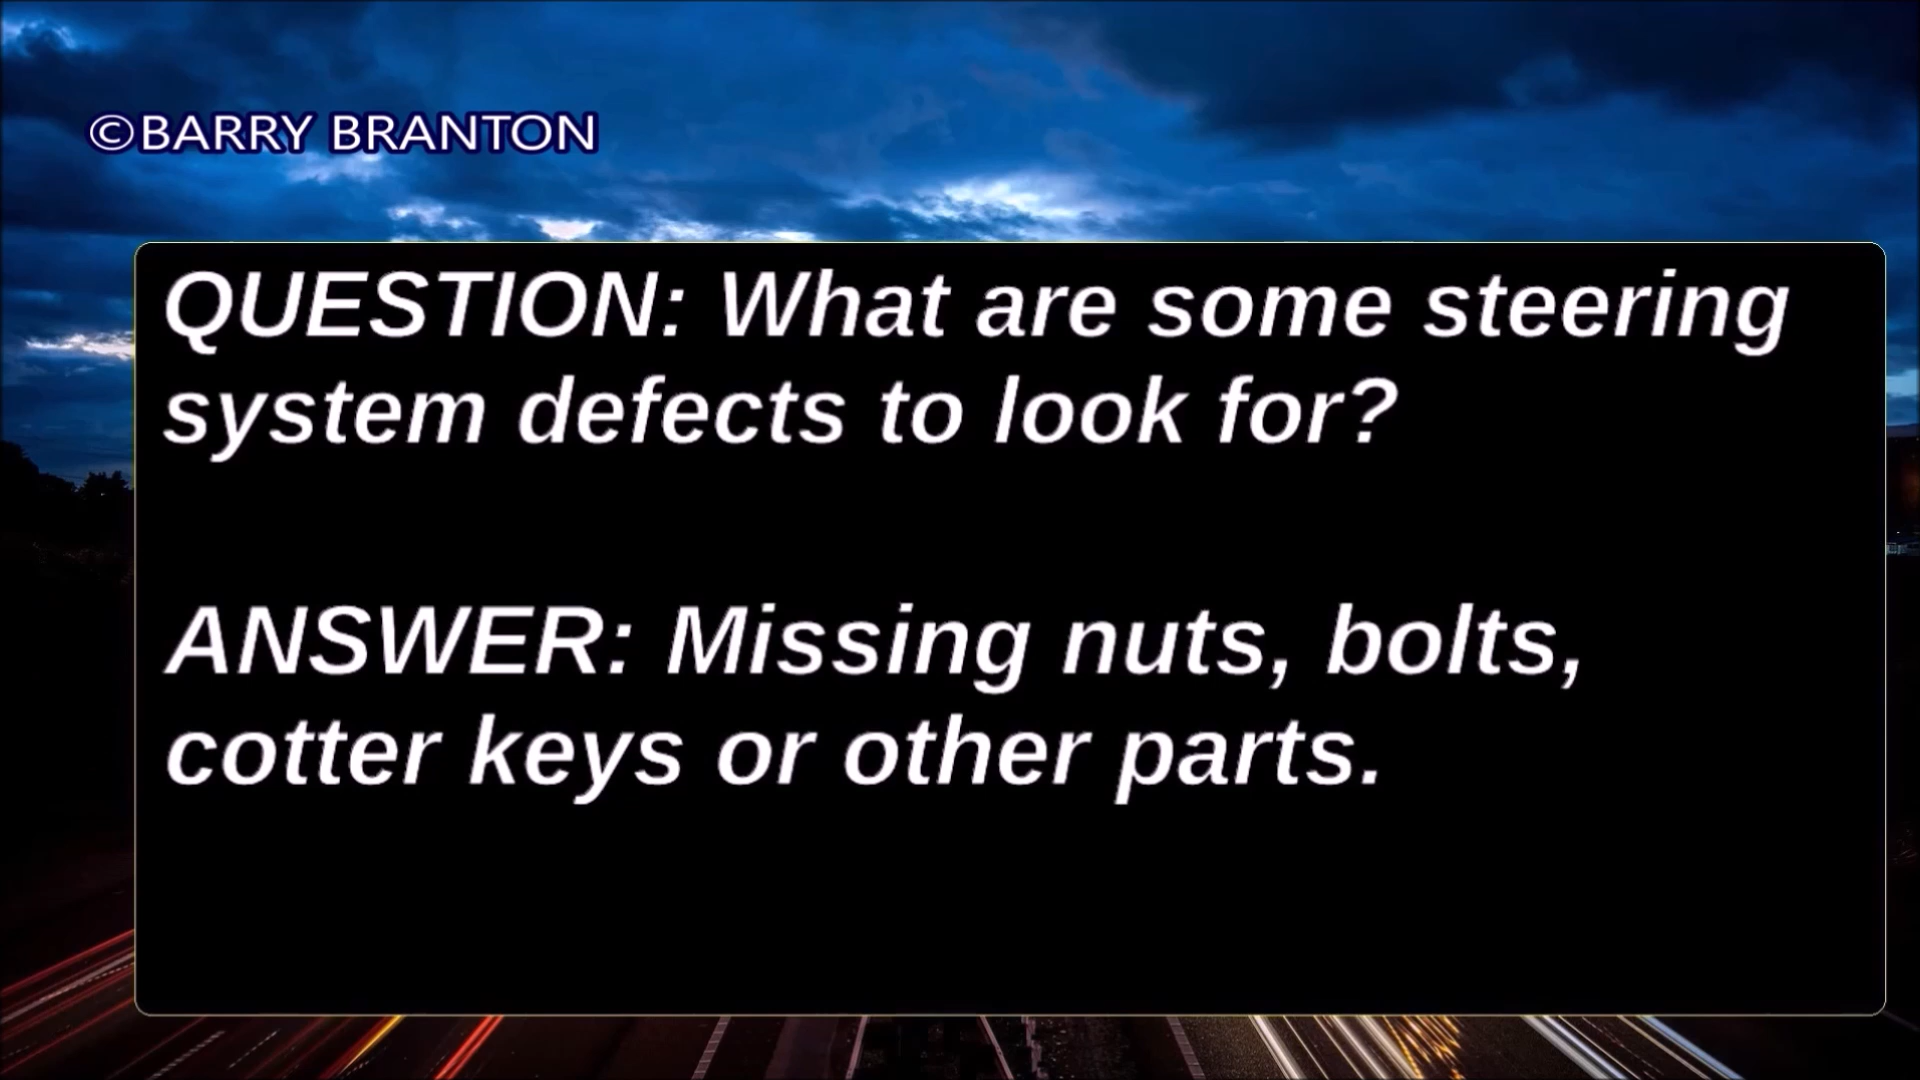 ©BARRY BRANTON
QUESTION: What are some steering
system defects to look for?
ANSWER: Missing nuts, bolts,
cotter keys or other parts.